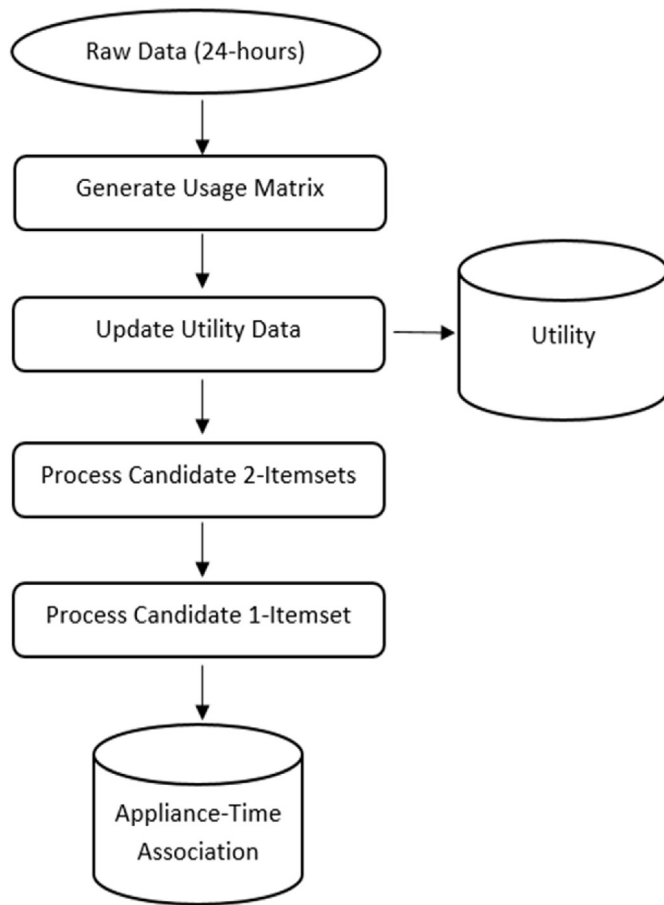 Raw Data (24-hours)
Generate Usage Matrix
Update Utility Data
Utility
Process Candidate 2-Itemsets
Process Candidate 1-Itemset
Appliance-Time
Association